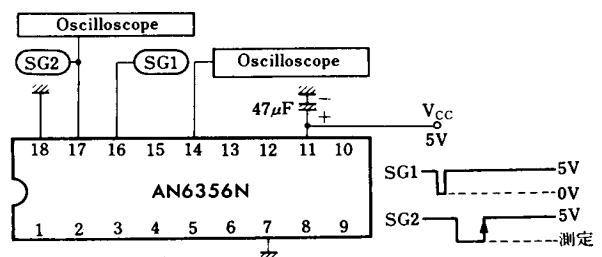 Oscilloscope
SG2
SG1
Oscilloscope
47μF
−
+
VCC
5V
18 17 16 15 14 13 12 11 10
AN6356N
1 2 3 4 5 6 7 8 9
SG1
5V
0V
SG2
5V
測定